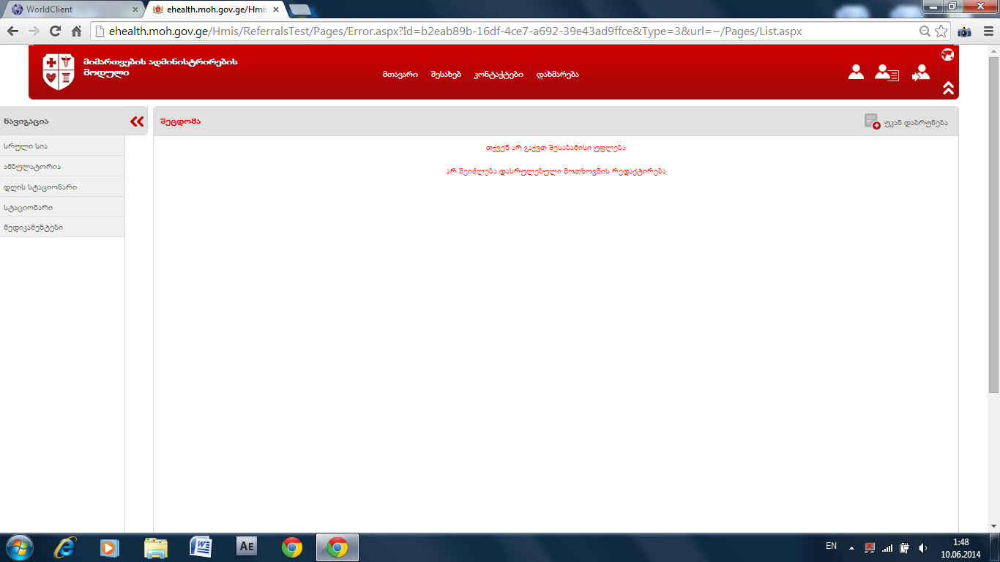 WorldClient
ehealth.moh.gov.ge/Hmis
ehealth.moh.gov.ge/Hmis/ReferralsTest/Pages/Error.aspx?Id=b2eab89b-16df-4ce7-a692-39e43ad9ffce&Type=3&url=~/Pages/List.aspx
მიმართვების ადმინისტრირების
მოდული
მთავარი შესახებ კონტაქტები დახმარება
ნავიგაცია
შეცდომა
უკან დაბრუნება
სრული სია
ამბულატორია
დღის სტაციონარი
სტაციონარი
მედიკამენტები
თქვენ არ გაქვთ შესაბამისი უფლება
არ შეიძლება დასრულებული მოთხოვნის რედაქტირება
AE
EN
1:48
10.06.2014